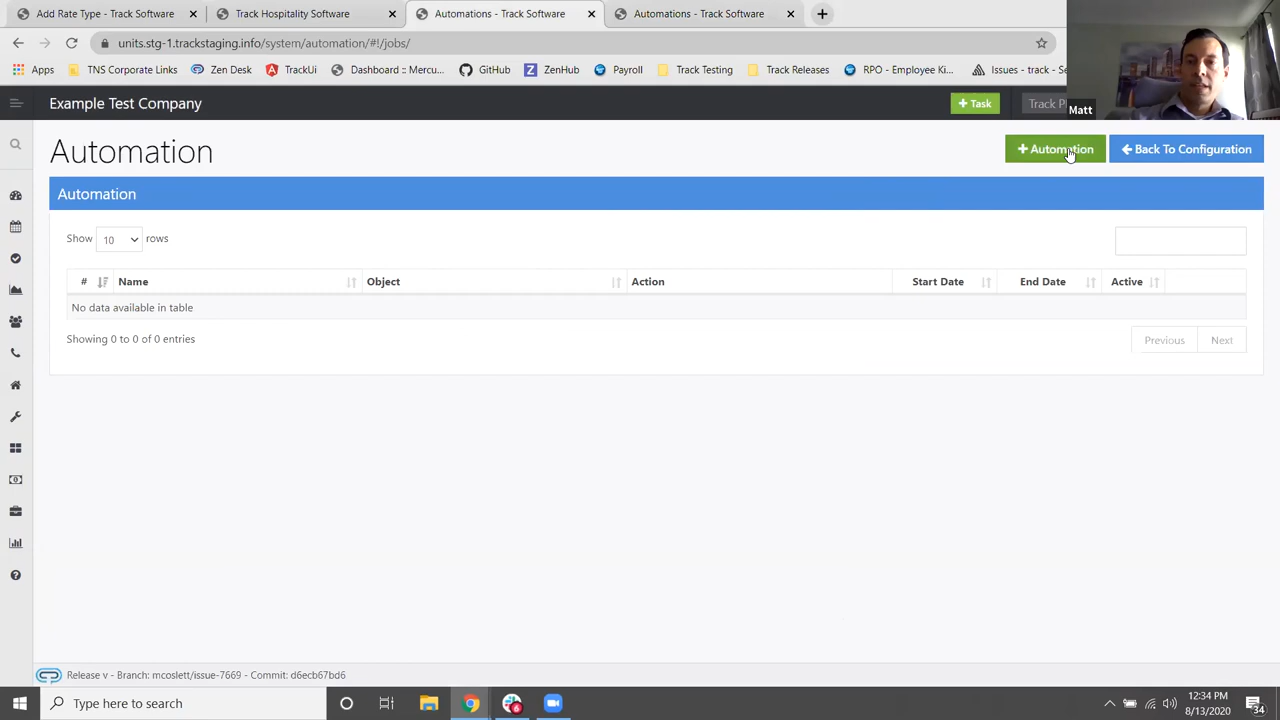 Add Rate Type - Track Software
Track Hospitality Software
Automations - Track Software
Automations - Track Software
units.stg-1.trackstaging.info/system/automation/#!/jobs/
Apps
TNS Corporate Links
Zen Desk
TrackUi
Dashboard :: Mercu...
GitHub
ZenHub
Payroll
Track Testing
Track Releases
RPO - Employee Ki...
Issues - track - Se
Example Test Company
+ Task
Track P
Matt
Automation
+ Automation
Back To Configuration
Automation
Show 10 rows
# Name Object Action Start Date End Date Active
No data available in table
Showing 0 to 0 of 0 entries
Previous Next
Release v - Branch: mcoslett/issue-7669 - Commit: d6ecb67bd6
Type here to search
12:34 PM
8/13/2020
34